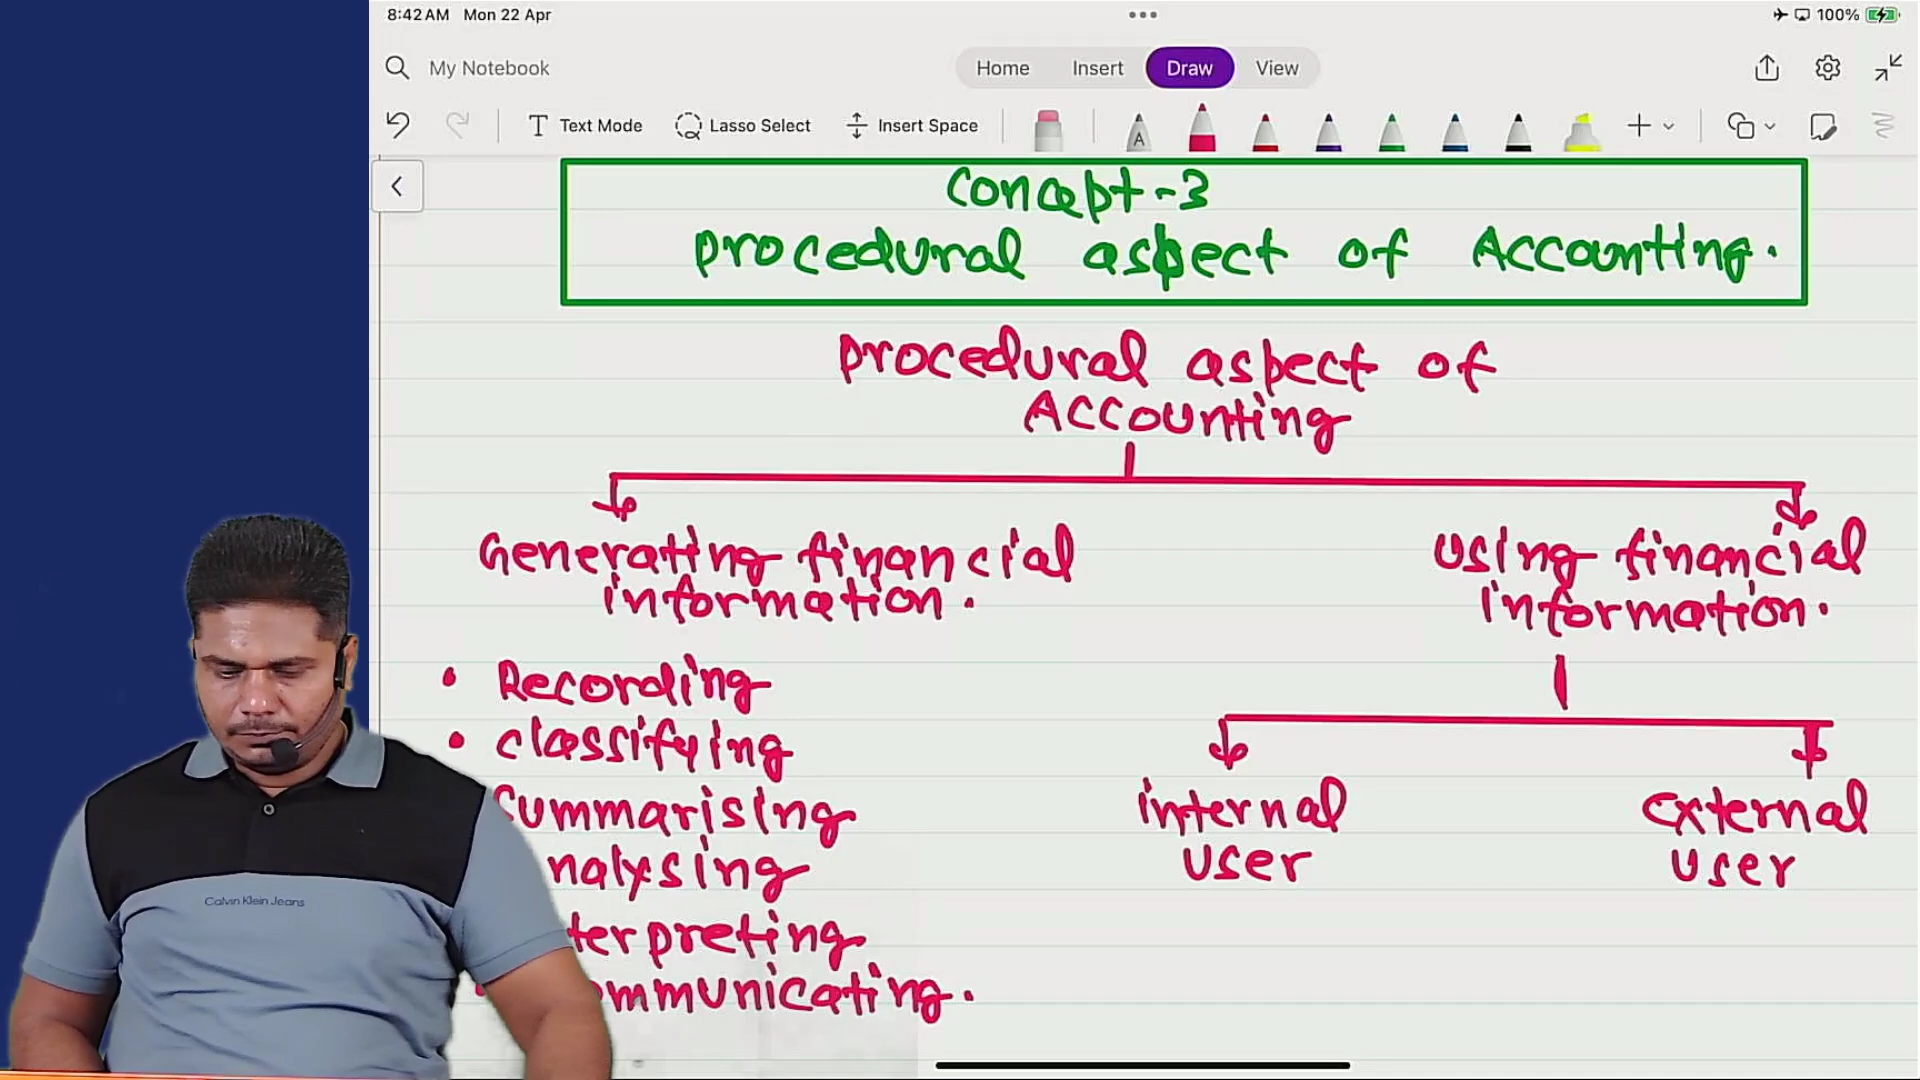 8:42 AM Mon 22 Apr
100%
My Notebook
Home Insert Draw View
Text Mode Lasso Select Insert Space
A
Concept-3
Procedural aspect of Accounting.
Procedural aspect of
Accounting
Generating financial
information.
Using financial
information.
• Recording
• classifying
Summarising
nalysing
terpreting
ommunicating.
internal
user
External
user
Calvin Klein Jeans